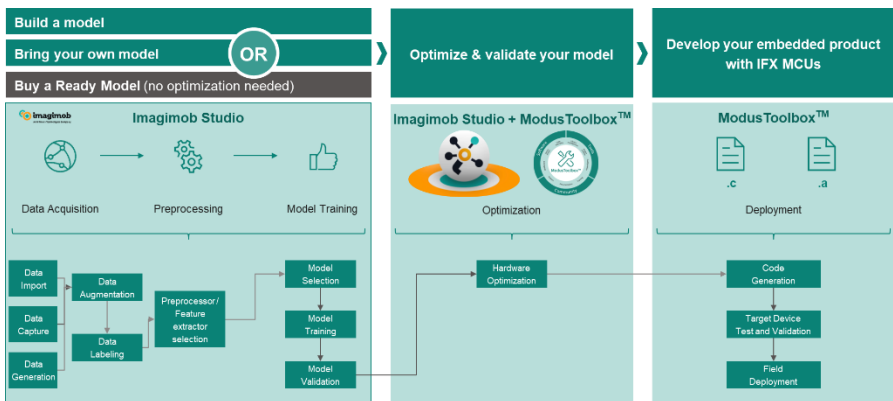 Build a model
Bring your own model
OR
Buy a Ready Model (no optimization needed)
Optimize & validate your model
Develop your embedded product
with IFX MCUs
imagimob
Imagimob Studio
Data Acquisition
Preprocessing
Model Training
Imagimob Studio + ModusToolbox™
ModusToolbox™
Optimization
ModusToolbox™
.c
.a
Deployment
Data
Import
Data
Capture
Data
Generation
Data
Augmentation
Data
Labeling
Preprocessor/
Feature
extractor
selection
Model
Selection
Model
Training
Model
Validation
Hardware
Optimization
Code
Generation
Target Device
Test and Validation
Field
Deployment